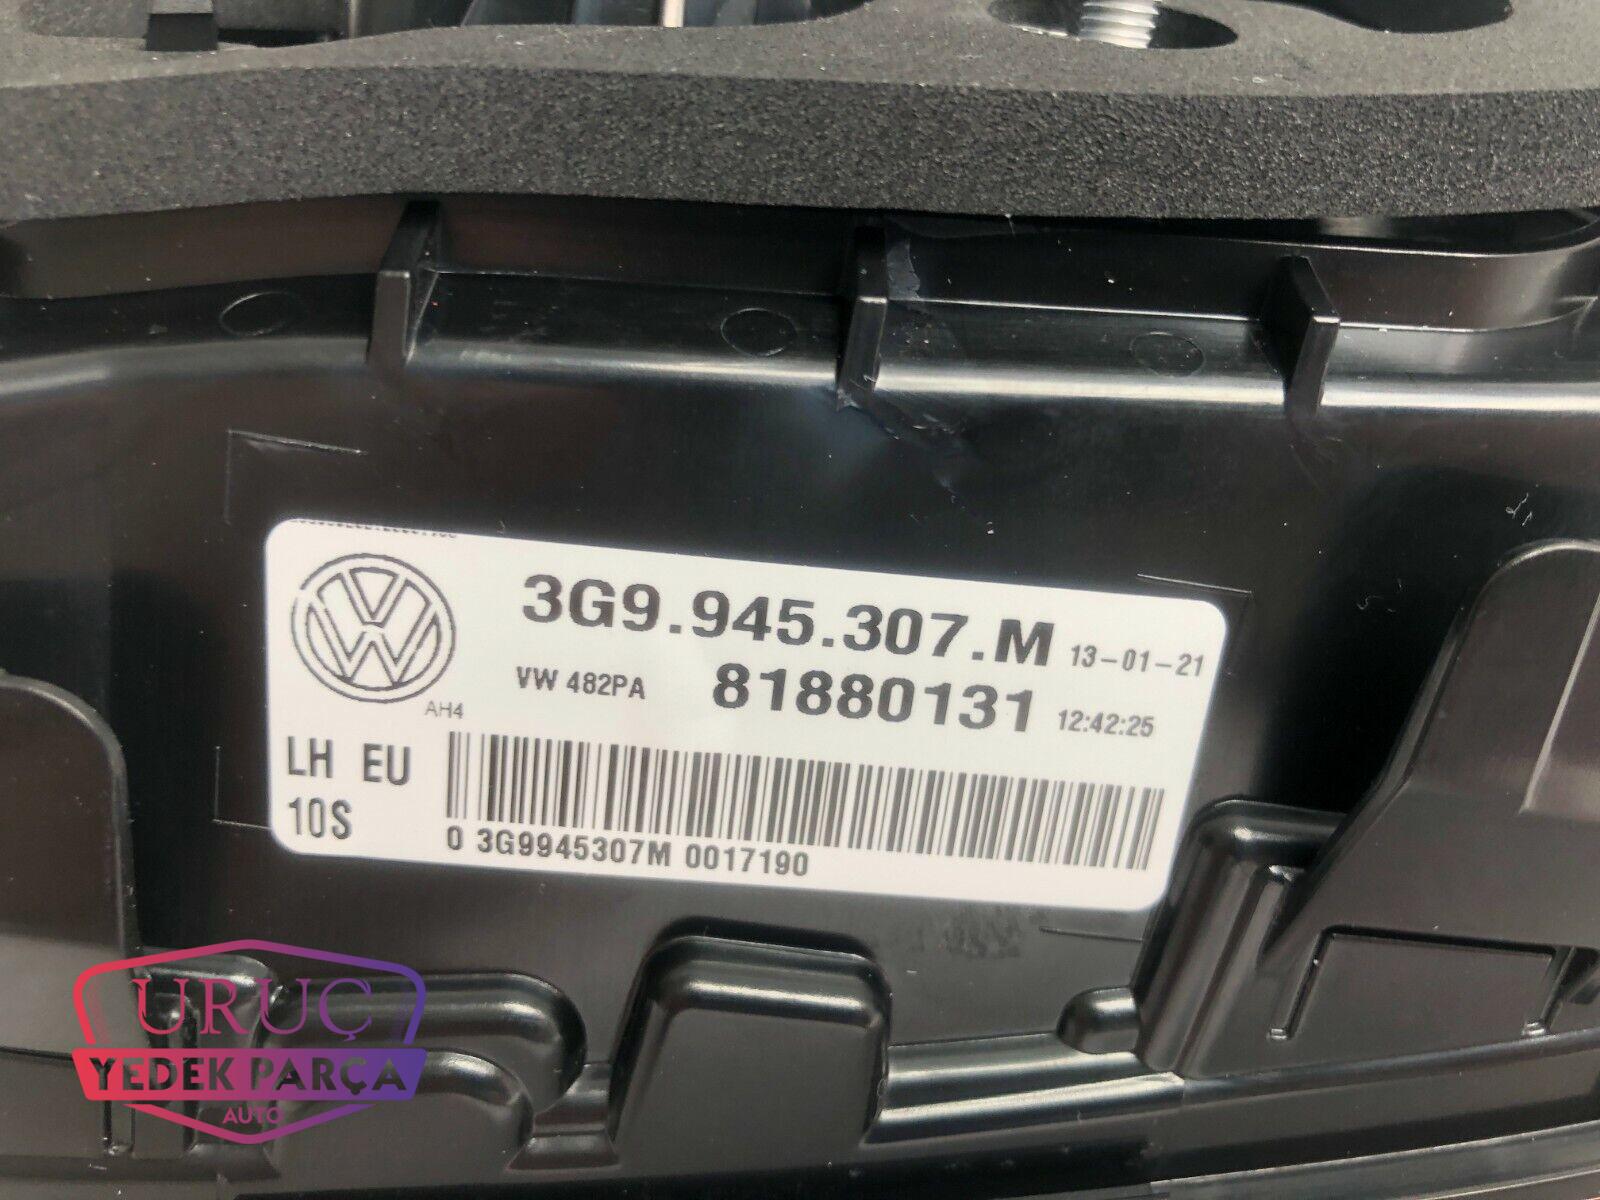 3G9.945.307.M 13-01-21
VW 482PA 81880131 12:42:25
AH4
LH EU
10S
0 3G9945307M 0017190
URUÇ
YEDEK PARÇA
AUTO